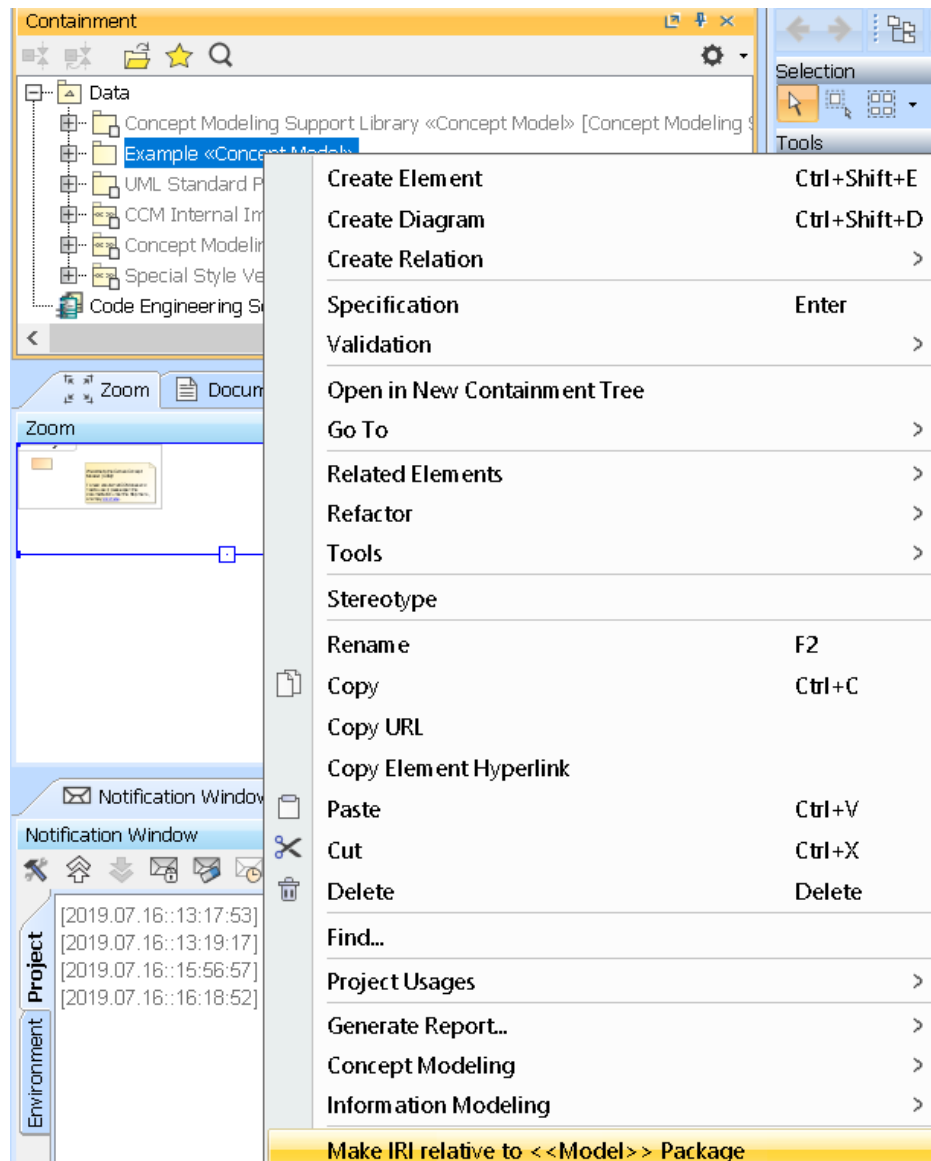 Containment
Selection
Tools
Data
Concept Modeling Support Library «Concept Model» [Concept Modeling S
Example «Concept Model»
UML Standard P
CCM Internal Im
Concept Modelin
Special Style Ve
Code Engineering Se
Zoom
Docum
Zoom
Notification Window
Notification Window
Project
Environment
[2019.07.16::13:17:53]
[2019.07.16::13:19:17]
[2019.07.16::15:56:57]
[2019.07.16::16:18:52]
Create Element Ctrl+Shift+E
Create Diagram Ctrl+Shift+D
Create Relation
Specification Enter
Validation
Open in New Containment Tree
Go To
Related Elements
Refactor
Tools
Stereotype
Rename F2
Copy Ctrl+C
Copy URL
Copy Element Hyperlink
Paste Ctrl+V
Cut Ctrl+X
Delete Delete
Find...
Project Usages
Generate Report...
Concept Modeling
Information Modeling
Make IRI relative to <<Model>> Package